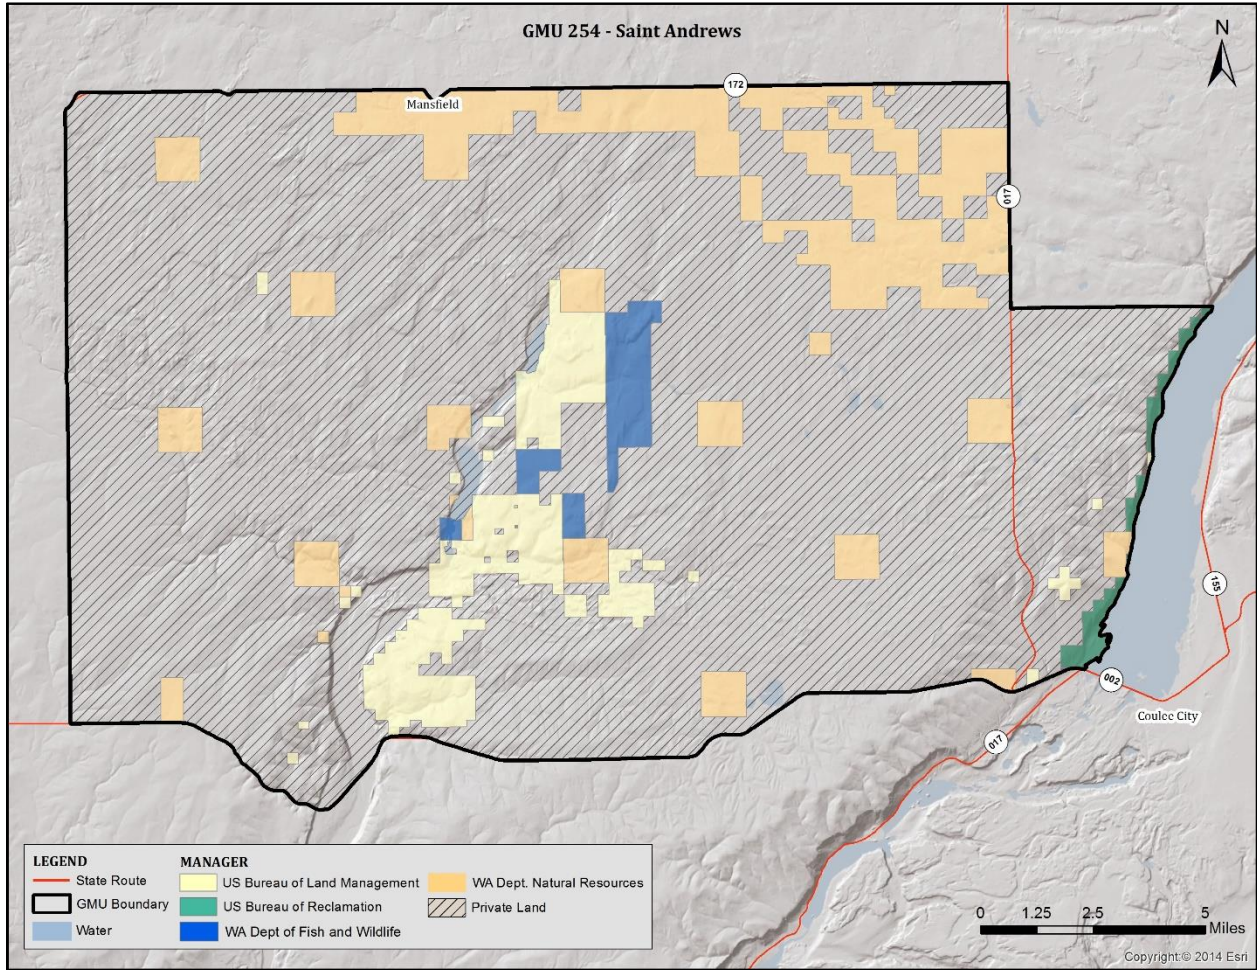 GMU 254 - Saint Andrews
N
172
Mansfield
017
155
002
Coulee City
017
LEGEND
State Route
GMU Boundary
Water
MANAGER
US Bureau of Land Management
US Bureau of Reclamation
WA Dept of Fish and Wildlife
WA Dept. Natural Resources
Private Land
0 1.25 2.5 5
Miles
Copyright:© 2014 Esri